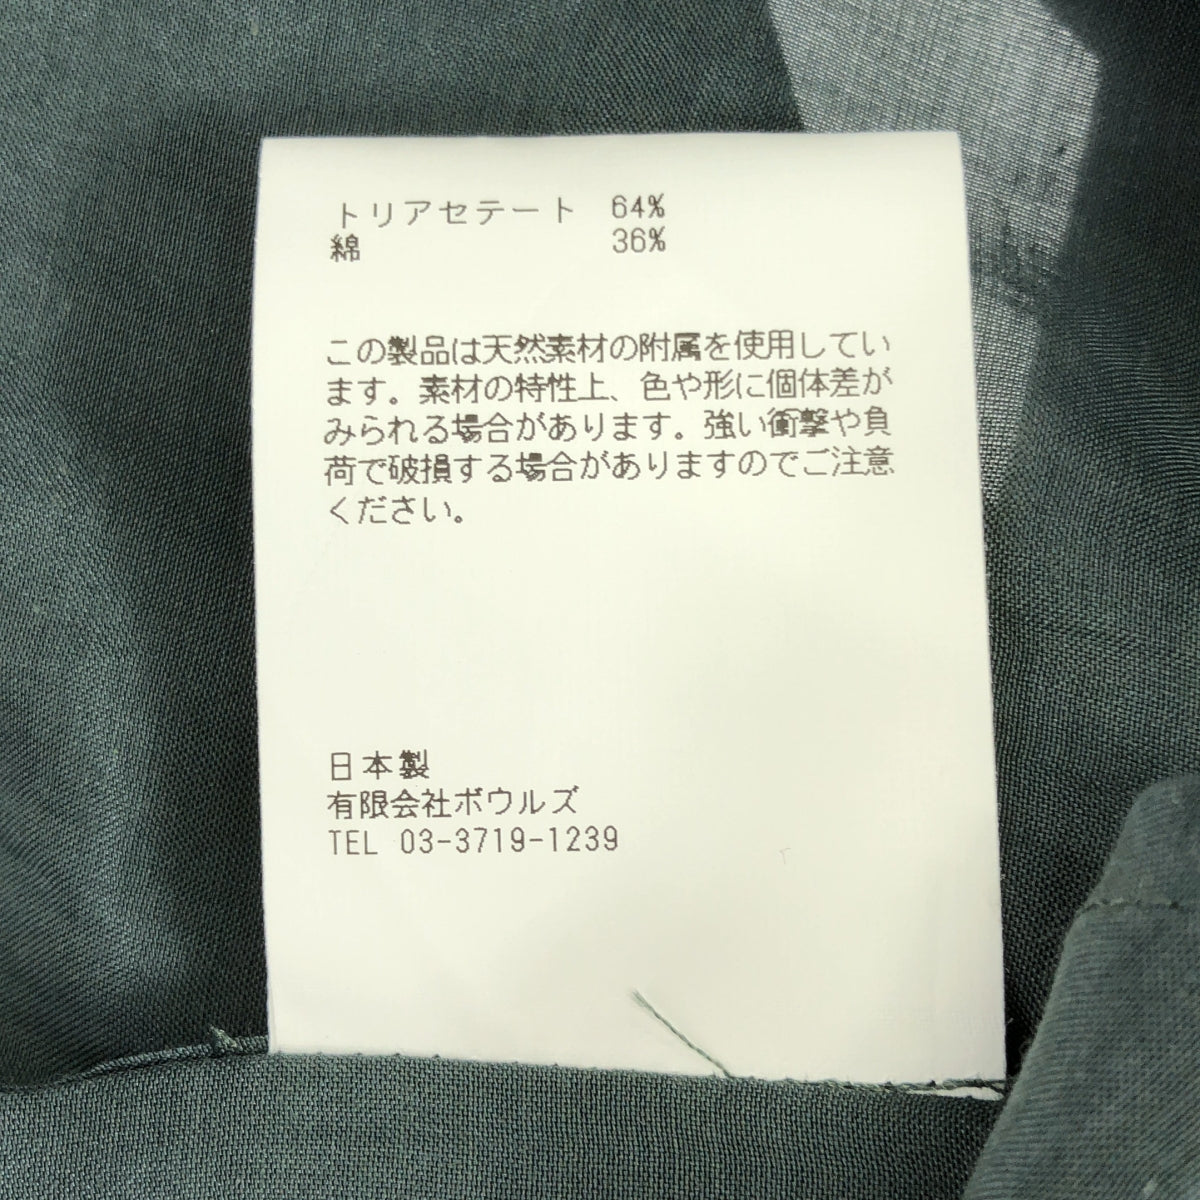 トリアセテート 64%
綿 36%
この製品は天然素材の附属を使用してい
ます。素材の特性上、色や形に個体差が
みられる場合があります。強い衝撃や負
荷で破損する場合がありますのでご注意
ください。
日本製
有限会社ボウルズ
TEL 03-3719-1239